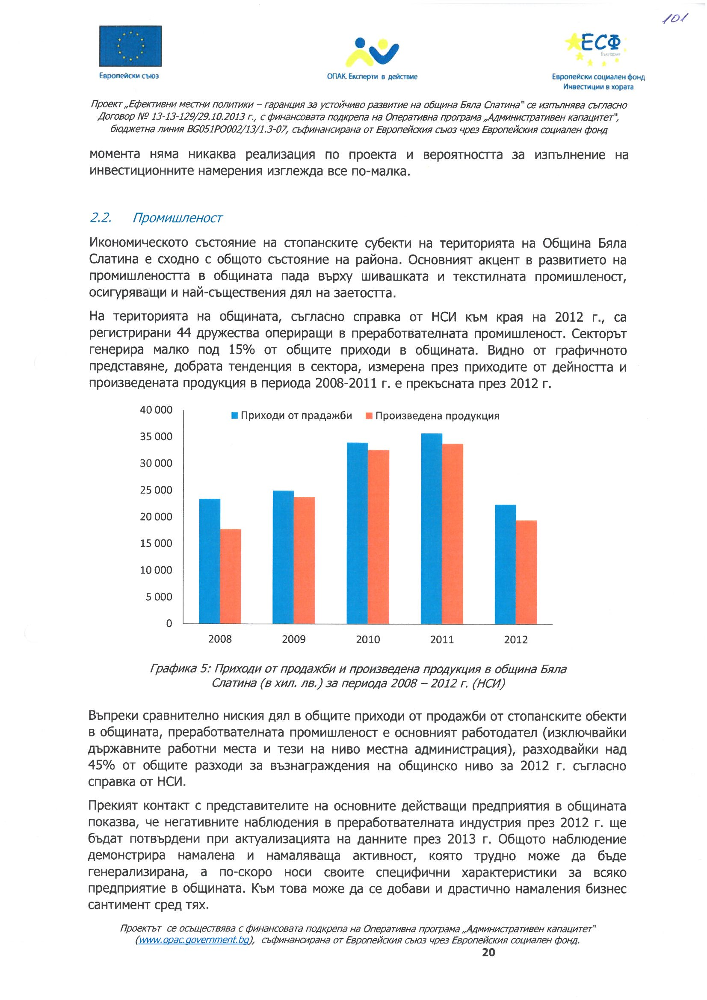 101
ЕСФ
България
Европейски съюз
ОПАК. Експерти в действие
Европейски социален фонд
Инвестиции в хората
Проект „Ефективни местни политики – гаранция за устойчиво развитие на община Бяла Слатина" се изпълнява съгласно
Договор № 13-13-129/29.10.2013 г., с финансовата подкрепа на Оперативна програма „Административен капацитет",
бюджетна линия BG051PO002/13/1.3-07, съфинансирана от Европейския съюз чрез Европейския социален фонд
момента няма никаква реализация по проекта и вероятността за изпълнение на
инвестиционните намерения изглежда все по-малка.
2.2. Промишленост
Икономическото състояние на стопанските субекти на територията на Община Бяла
Слатина е сходно с общото състояние на района. Основният акцент в развитието на
промишлеността в общината пада върху шивашката и текстилната промишленост,
осигуряващи и най-съществения дял на заетостта.
На територията на общината, съгласно справка от НСИ към края на 2012 г., са
регистрирани 44 дружества опериращи в преработвателната промишленост. Секторът
генерира малко под 15% от общите приходи в общината. Видно от графичното
представяне, добрата тенденция в сектора, измерена през приходите от дейността и
произведената продукция в периода 2008-2011 г. е прекъсната през 2012 г.
Приходи от прадажби Произведена продукция
40 000
35 000
30 000
25 000
20 000
15 000
10 000
5 000
0
2008 2009 2010 2011 2012
Графика 5: Приходи от продажби и произведена продукция в община Бяла
Слатина (в хил. лв.) за периода 2008 – 2012 г. (НСИ)
Въпреки сравнително ниския дял в общите приходи от продажби от стопанските обекти
в общината, преработвателната промишленост е основният работодател (изключвайки
държавните работни места и тези на ниво местна администрация), разходвайки над
45% от общите разходи за възнаграждения на общинско ниво за 2012 г. съгласно
справка от НСИ.
Прекият контакт с представителите на основните действащи предприятия в общината
показва, че негативните наблюдения в преработвателната индустрия през 2012 г. ще
бъдат потвърдени при актуализацията на данните през 2013 г. Общото наблюдение
демонстрира намалена и намаляваща активност, която трудно може да бъде
генерализирана, а по-скоро носи своите специфични характеристики за всяко
предприятие в общината. Към това може да се добави и драстично намаления бизнес
сантимент сред тях.
Проектът се осъществява с финансовата подкрепа на Оперативна програма „Административен капацитет"
(www.opac.government.bg), съфинансирана от Европейския съюз чрез Европейския социален фонд.
20